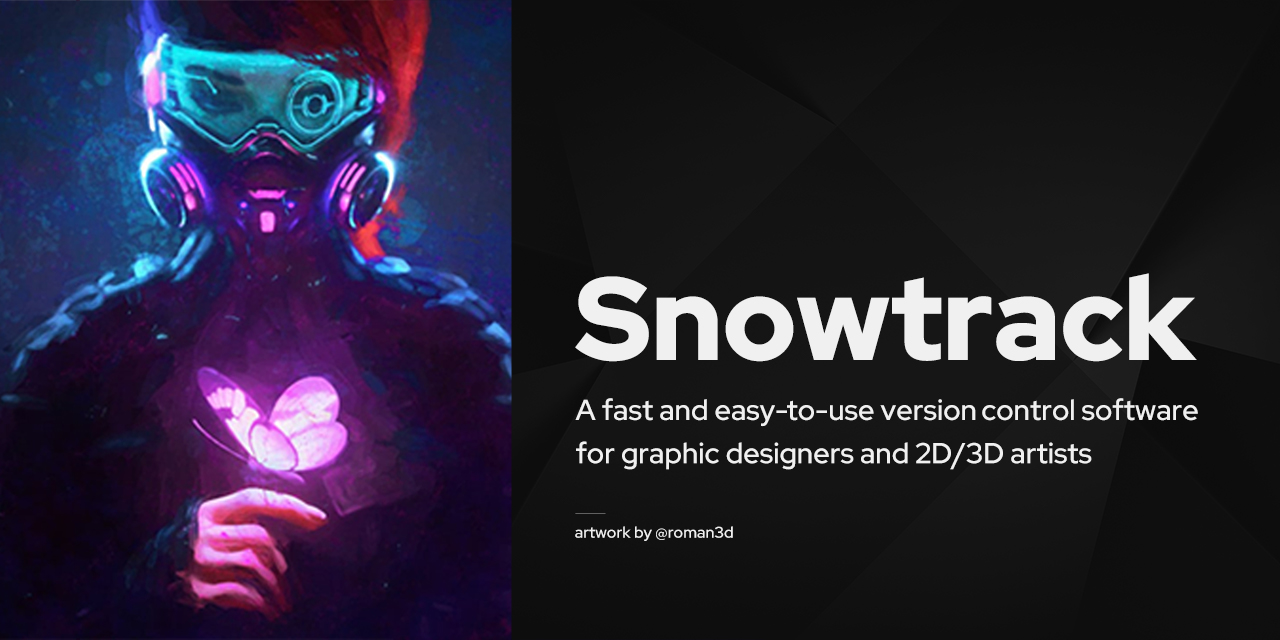 Snowtrack
A fast and easy-to-use version control software
for graphic designers and 2D/3D artists
artwork by @roman3d